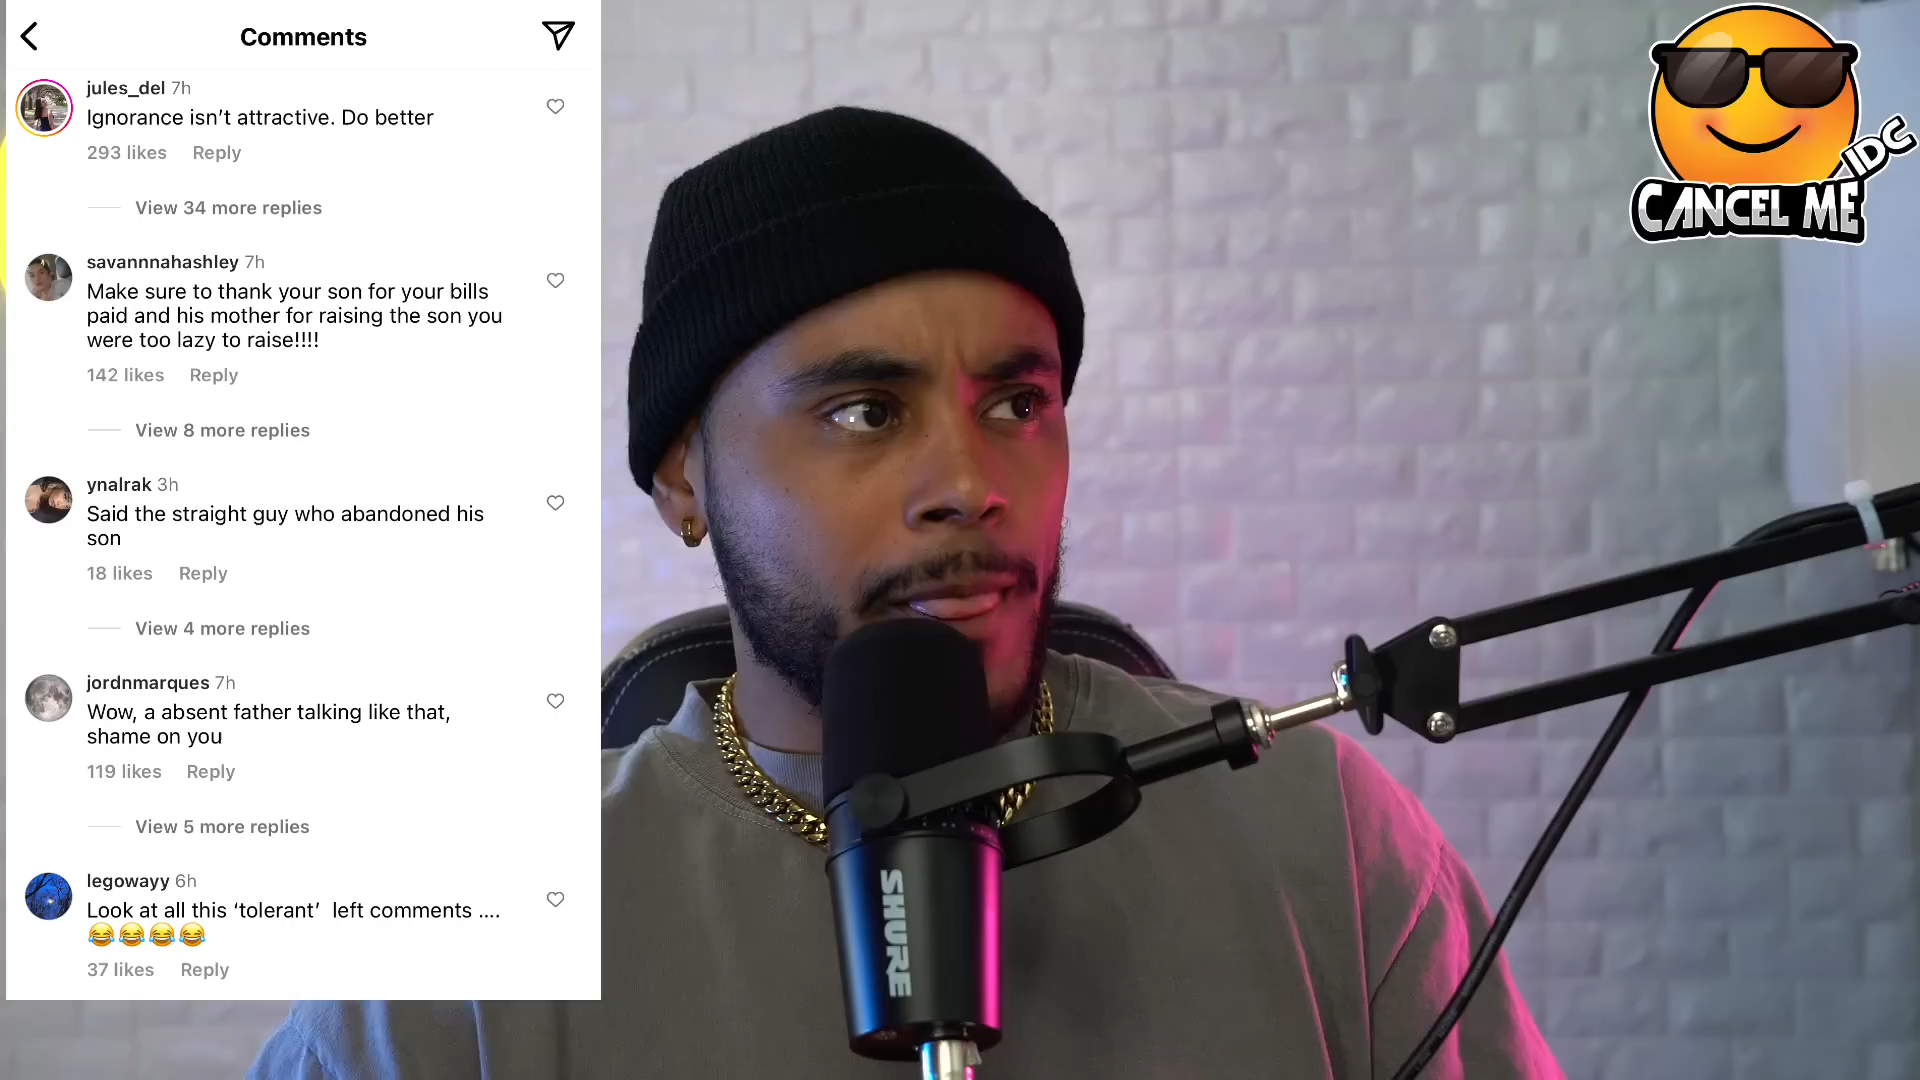 Comments
jules_del 7h
Ignorance isn’t attractive. Do better
293 likes Reply
View 34 more replies
savannnahashley 7h
Make sure to thank your son for your bills
paid and his mother for raising the son you
were too lazy to raise!!!!
142 likes Reply
View 8 more replies
ynalrak 3h
Said the straight guy who abandoned his
son
18 likes Reply
View 4 more replies
jordnmarques 7h
Wow, a absent father talking like that,
shame on you
119 likes Reply
View 5 more replies
legowayy 6h
Look at all this ‘tolerant’ left comments ....
😂😂😂😂
37 likes Reply
CANCEL ME
IDC
SHURE